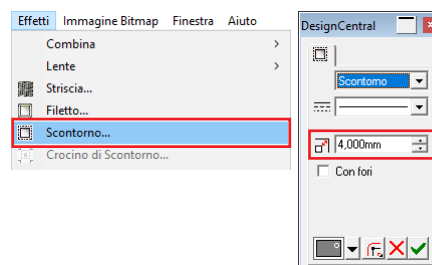 Effetti Immagine Bitmap Finestra Aiuto
Combina
Lente
Striscia...
Filetto...
Scontorno...
Crocino di Scontorno...
DesignCentral
Scontorno
4,000mm
Con fori